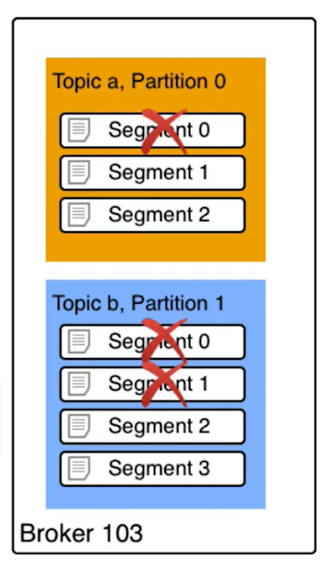 Topic a, Partition 0
Segment 0
Segment 1
Segment 2
Topic b, Partition 1
Segment 0
Segment 1
Segment 2
Segment 3
Broker 103